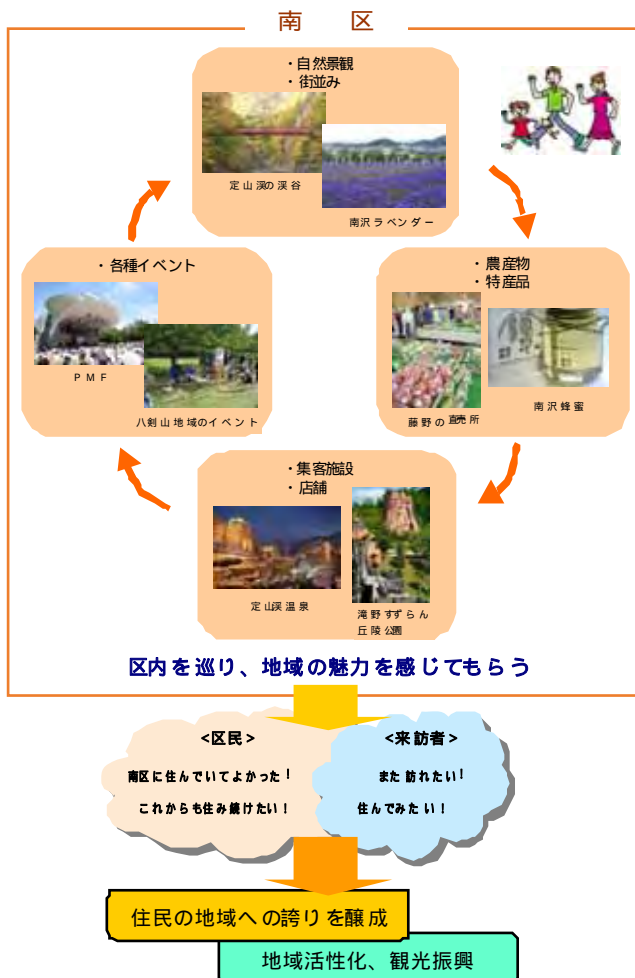 南 区
・自然景観
・街並み
定山渓の渓谷
南沢ラベンダー
・各種イベント
PMF
八剣山地域のイベント
・農産物
・特産品
藤野の直売所
南沢蜂蜜
・集客施設
・店舗
定山渓温泉
滝野すずらん
丘陵公園
区内を巡り、地域の魅力を感じてもらう
<区民>
南区に住んでいてよかった!
これからも住み続けたい!
<来訪者>
また訪れたい!
住んでみたい!
住民の地域への誇りを醸成
地域活性化、観光振興